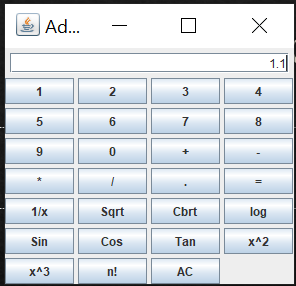 Ad...
1.1
1 2 3 4
5 6 7 8
9 0 + -
* / . =
1/x Sqrt Cbrt log
Sin Cos Tan x^2
x^3 n! AC